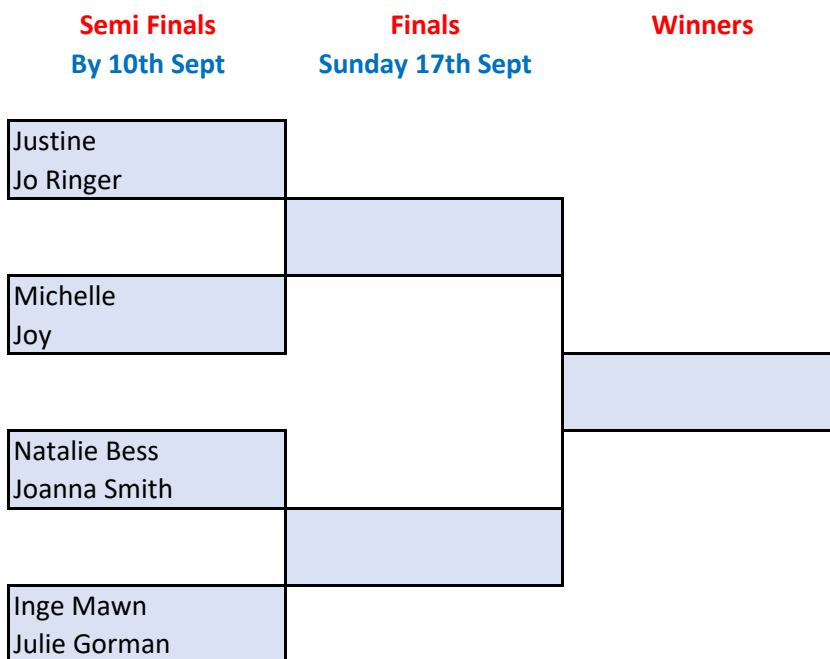 Semi Finals
By 10th Sept
Finals
Sunday 17th Sept
Winners
Justine
Jo Ringer
Michelle
Joy
Natalie Bess
Joanna Smith
Inge Mawn
Julie Gorman